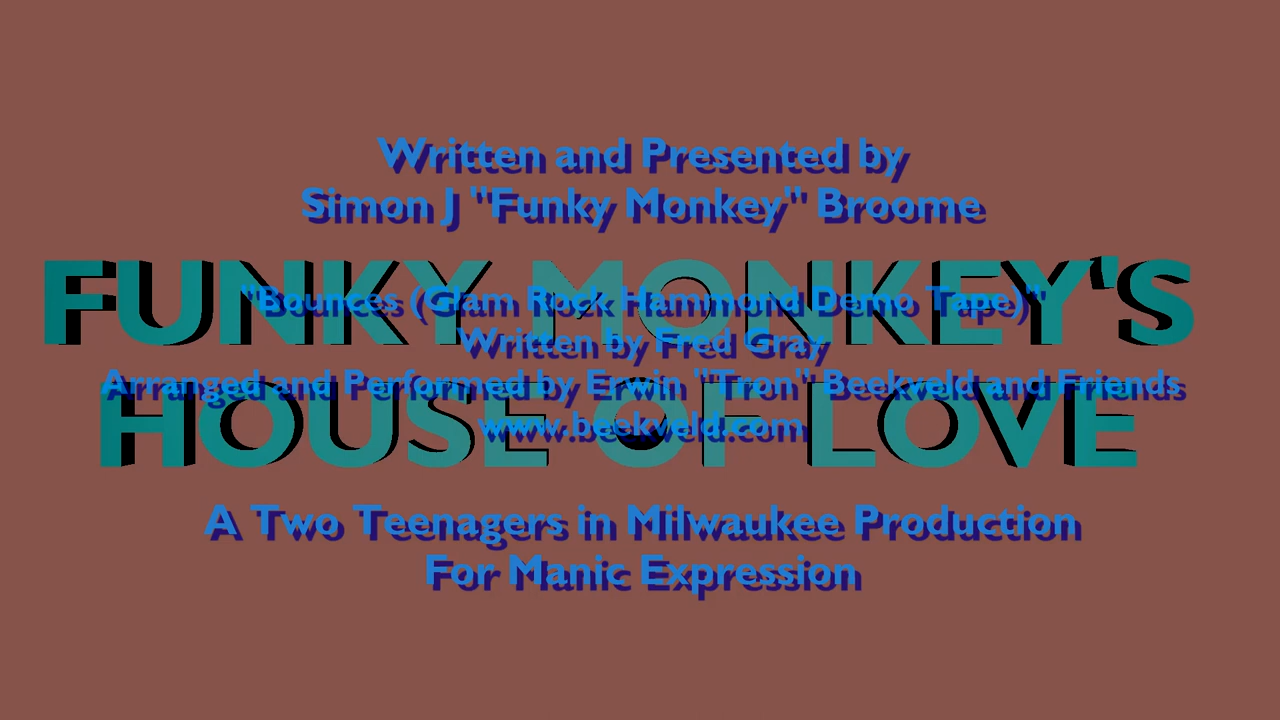 Written and Presented by
Simon J "Funky Monkey" Broome
FUNKY MONKEY'S
"Bounces (Glam Rock Hammond Demo Tape)"
Written by Fred Gray
Arranged and Performed by Erwin "Tron" Beekveld and Friends
HOUSE OF LOVE
www.beekveld.com
A Two Teenagers in Milwaukee Production
For Manic Expression